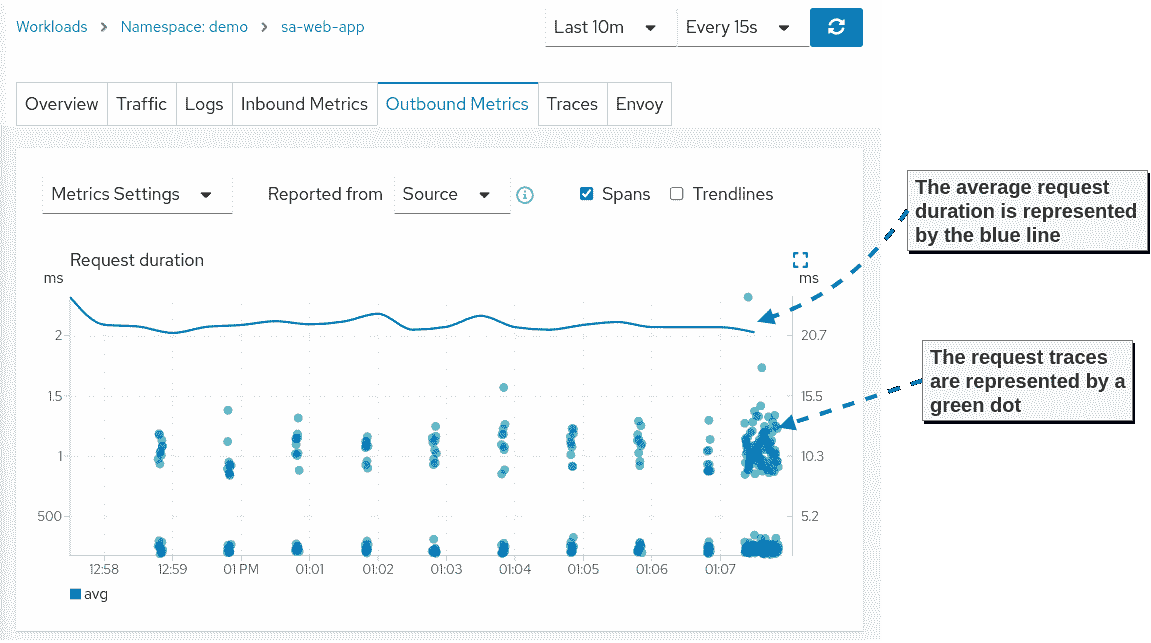 Workloads > Namespace: demo > sa-web-app
Last 10m Every 15s
Overview Traffic Logs Inbound Metrics Outbound Metrics Traces Envoy
Metrics Settings Reported from Source Spans Trendlines
The average request
duration is represented
by the blue line
Request duration
ms ms
2 20.7
1.5 15.5
1 10.3
500 5.2
The request traces
are represented by a
green dot
12:58 12:59 01 PM 01:01 01:02 01:03 01:04 01:05 01:06 01:07
avg